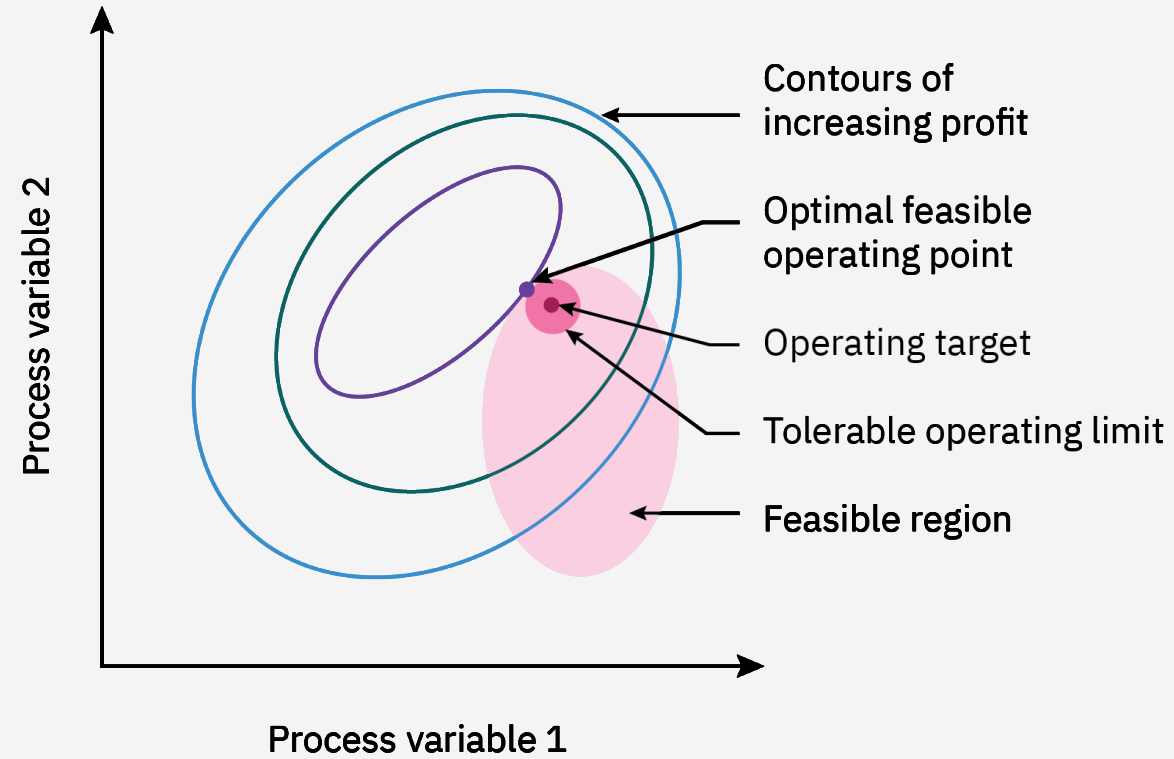 Contours of
increasing profit
Optimal feasible
operating point
Operating target
Tolerable operating limit
Feasible region
Process variable 2
Process variable 1